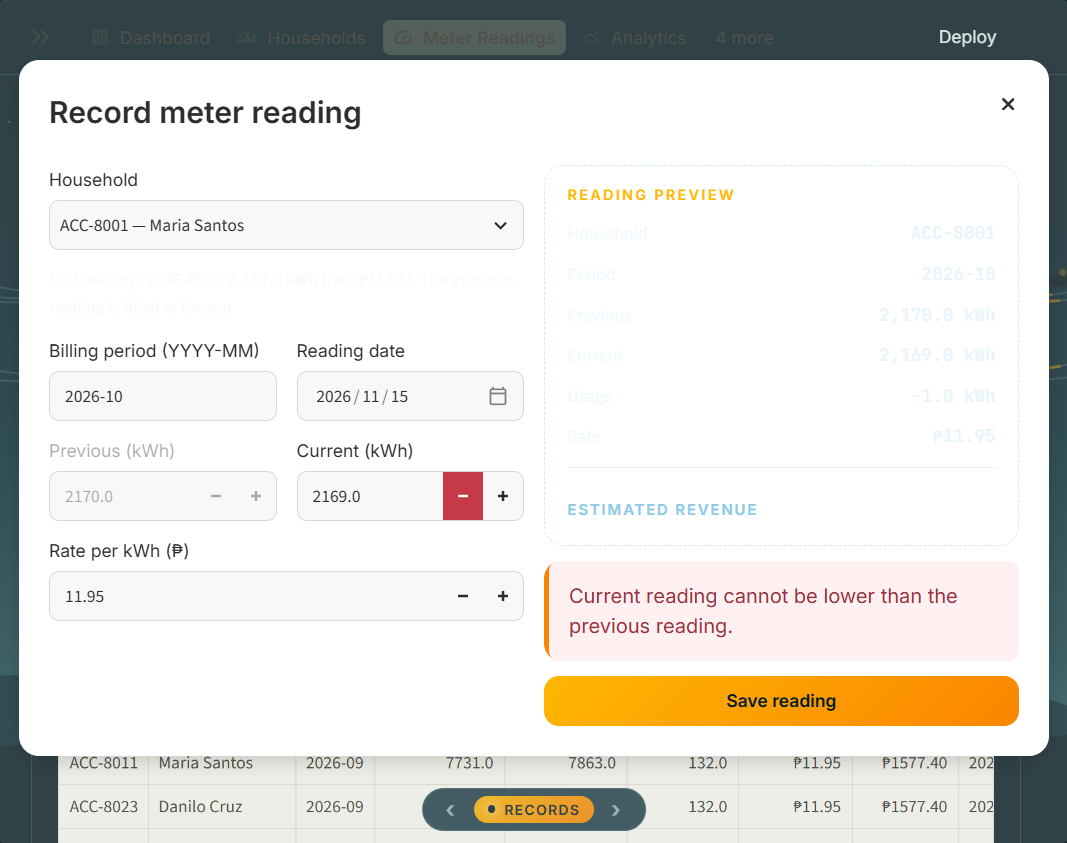 Dashboard Households Meter Readings Analytics 4 more Deploy
Record meter reading
Household
ACC-8001 — Maria Santos
Last reading: 2026-09 at 2,170.0 kWh (rate ₱11.95). The previous
reading is filled in for you.
Billing period (YYYY-MM) Reading date
2026-10 2026/11/15
Previous (kWh) Current (kWh)
2170.0 − + 2169.0 − +
Rate per kWh (₱)
11.95 − +
READING PREVIEW
Household ACC-8001
Period 2026-10
Previous 2,170.0 kWh
Current 2,169.0 kWh
Usage -1.0 kWh
Rate ₱11.95
ESTIMATED REVENUE
Current reading cannot be lower than the
previous reading.
Save reading
ACC-8011 Maria Santos 2026-09 7731.0 7863.0 132.0 ₱11.95 ₱1577.40 202
ACC-8023 Danilo Cruz 2026-09 132.0 ₱11.95 ₱1577.40 202
RECORDS